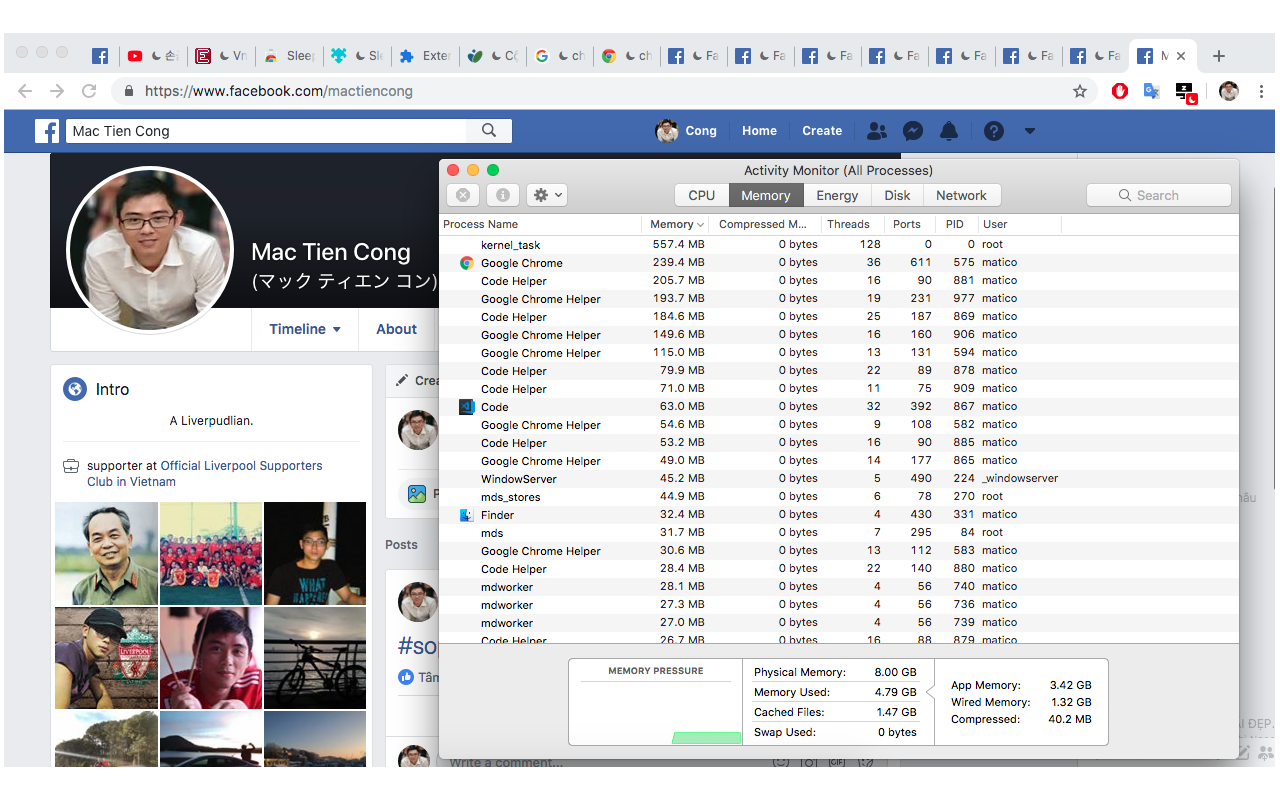 손
Vn
Sleep
Sle
Exter
Cộ
ch
ch
Fa
Fa
Fa
Fa
Fa
Fa
Fa
M
https://www.facebook.com/mactiencong
Mac Tien Cong
Cong
Home
Create
Mac Tien Cong
(マック ティエン コン)
Timeline
About
Intro
A Liverpudlian.
supporter at Official Liverpool Supporters
Club in Vietnam
WHAT
LIVERPOOL
Crea
P
Posts
#so
Tâm
Write a comment...
GIF
Activity Monitor (All Processes)
CPU Memory Energy Disk Network
Search
Process Name Memory Compressed M... Threads Ports PID User
kernel_task 557.4 MB 0 bytes 128 0 0 root
Google Chrome 239.4 MB 0 bytes 36 611 575 matico
Code Helper 205.7 MB 0 bytes 16 90 881 matico
Google Chrome Helper 193.7 MB 0 bytes 19 231 977 matico
Code Helper 184.6 MB 0 bytes 25 187 869 matico
Google Chrome Helper 149.6 MB 0 bytes 16 160 906 matico
Google Chrome Helper 115.0 MB 0 bytes 13 131 594 matico
Code Helper 79.9 MB 0 bytes 22 89 878 matico
Code Helper 71.0 MB 0 bytes 11 75 909 matico
Code 63.0 MB 0 bytes 32 392 867 matico
Google Chrome Helper 54.6 MB 0 bytes 9 108 582 matico
Code Helper 53.2 MB 0 bytes 16 90 885 matico
Google Chrome Helper 49.0 MB 0 bytes 14 177 865 matico
WindowServer 45.2 MB 0 bytes 5 490 224 _windowserver
mds_stores 44.9 MB 0 bytes 6 78 270 root
Finder 32.4 MB 0 bytes 4 430 331 matico
mds 31.7 MB 0 bytes 7 295 84 root
Google Chrome Helper 30.6 MB 0 bytes 13 112 583 matico
Code Helper 28.4 MB 0 bytes 22 140 880 matico
mdworker 28.1 MB 0 bytes 4 56 740 matico
mdworker 27.3 MB 0 bytes 4 56 736 matico
mdworker 27.0 MB 0 bytes 4 56 739 matico
Code Helper 26.7 MB 0 bytes 16 88 879 matico
MEMORY PRESSURE
Physical Memory: 8.00 GB
Memory Used: 4.79 GB
Cached Files: 1.47 GB
Swap Used: 0 bytes
App Memory: 3.42 GB
Wired Memory: 1.32 GB
Compressed: 40.2 MB
hâu
ĐẸP.